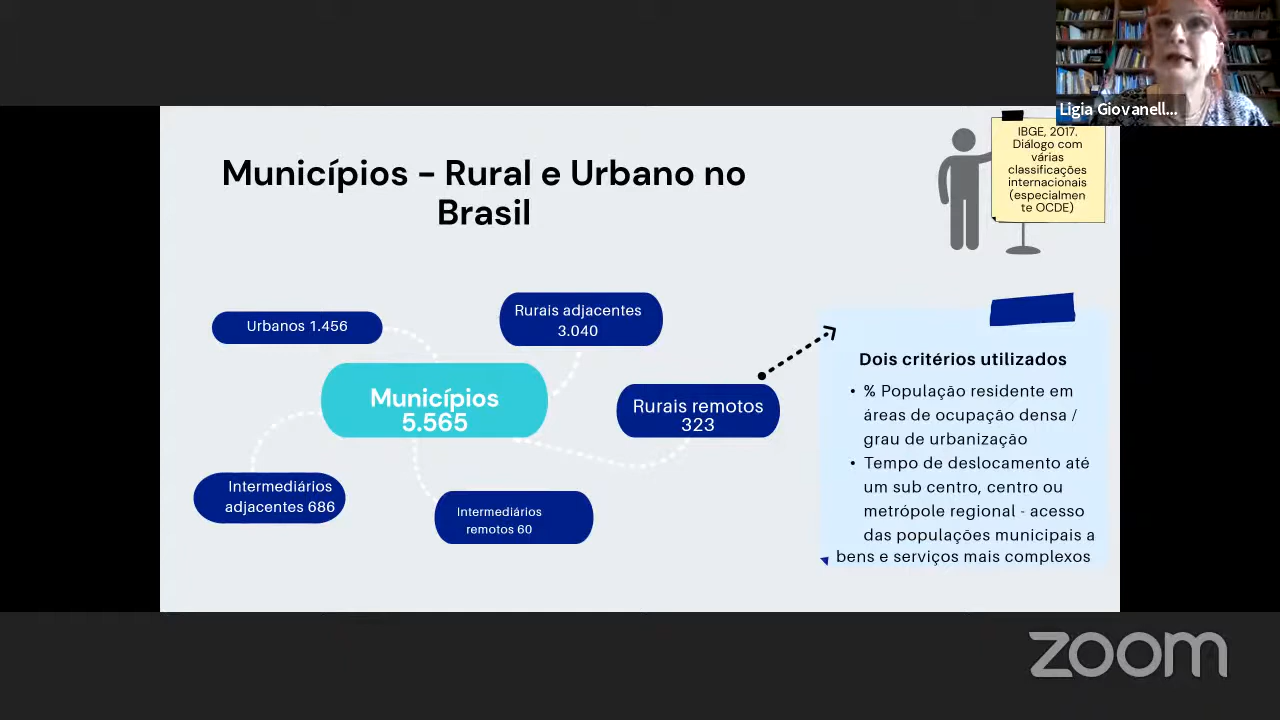 Ligia Giovanell...
IBGE, 2017.
Diálogo com
várias
classificações
internacionais
(especialmen
te OCDE)
Municípios - Rural e Urbano no
Brasil
Urbanos 1.456
Rurais adjacentes
3.040
Municípios
5.565
Rurais remotos
323
Intermediários
adjacentes 686
Intermediários
remotos 60
Dois critérios utilizados
• % População residente em
áreas de ocupação densa /
grau de urbanização
• Tempo de deslocamento até
um sub centro, centro ou
metrópole regional - acesso
das populações municipais a
bens e serviços mais complexos
zoom